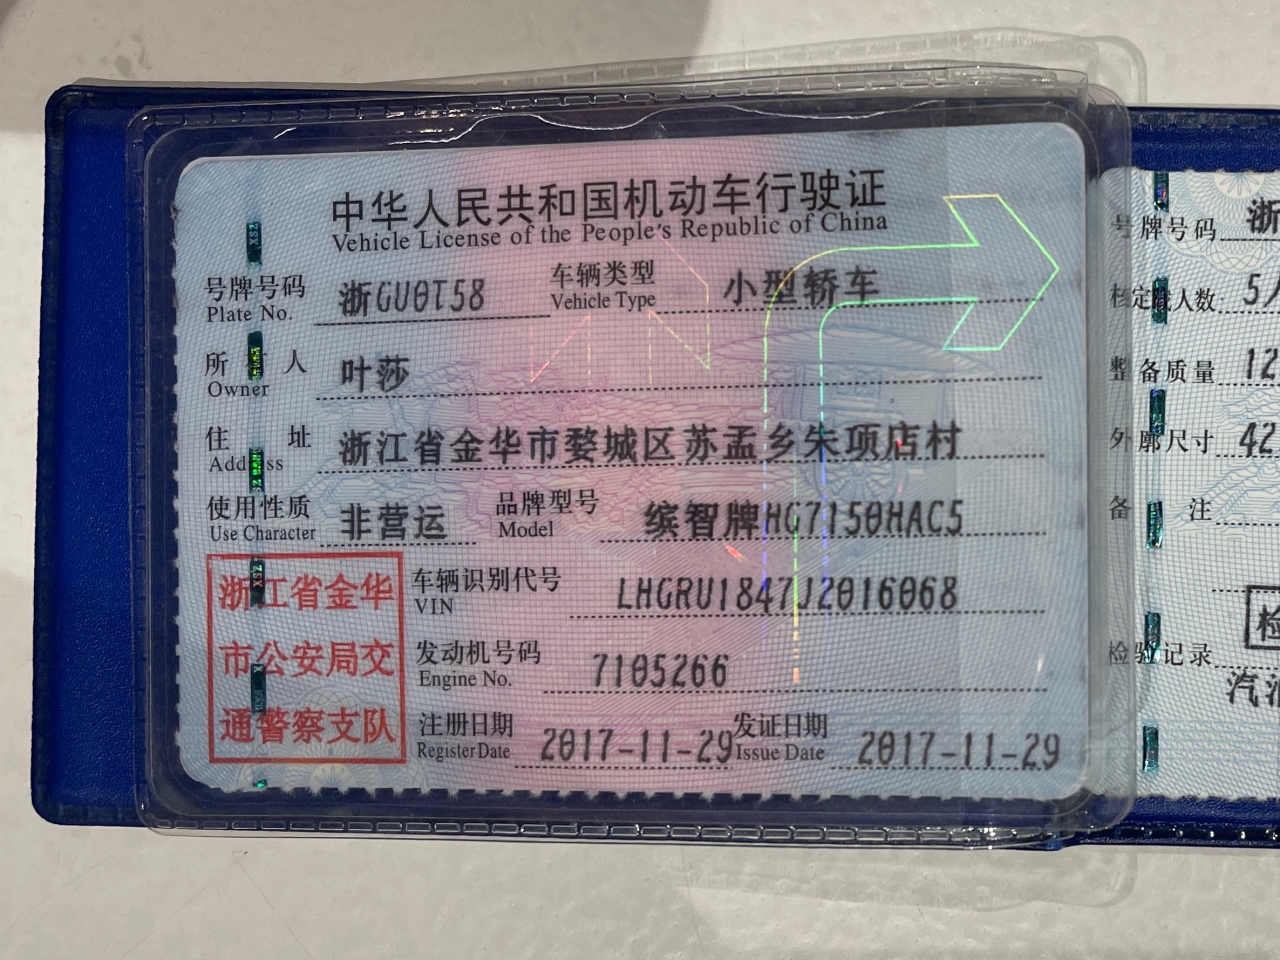 中华人民共和国机动车行驶证
Vehicle License of the People's Republic of China
号牌号码 浙GU0T58 车辆类型 小型轿车
Plate No. Vehicle Type
所 人 叶莎
Owner
住 址 浙江省金华市婺城区苏孟乡朱项店村
Address
使用性质 非营运 品牌型号 缤智牌HG7150HAC5
Use Character Model
车辆识别代号 LHGRU1847J2016068
VIN
发动机号码 7105266
Engine No.
注册日期 2017-11-29 发证日期 2017-11-29
Register Date Issue Date
浙江省金华
市公安局交
通警察支队
号牌号码 浙
核定载人数 5
整备质量 12
外廓尺寸 42
备 注
检
检验记录
汽